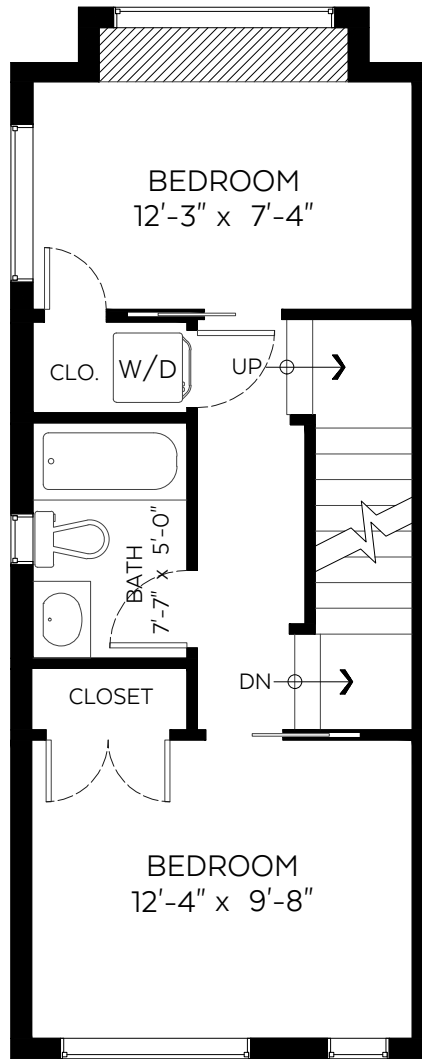 BEDROOM
12'-3" x 7'-4"
CLO.
W/D
UP
BATH
7'-7" x 5'-0"
DN
CLOSET
BEDROOM
12'-4" x 9'-8"